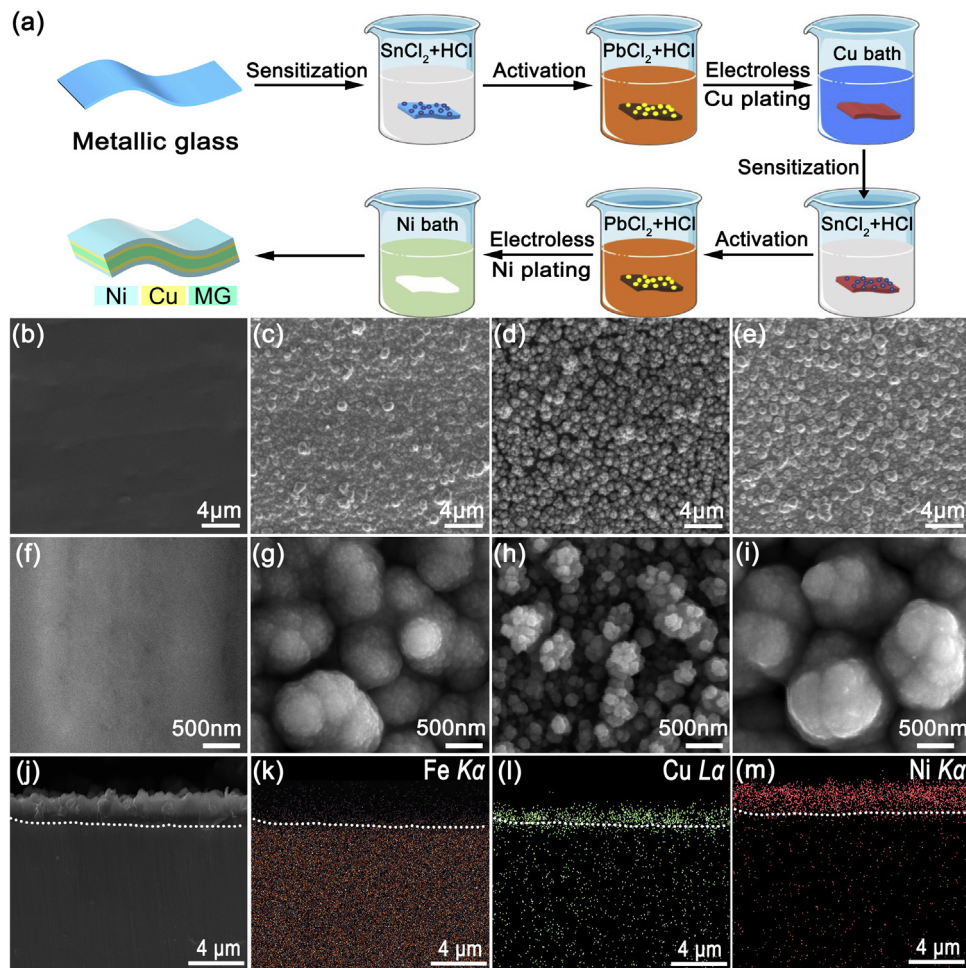 (a)
Metallic glass
Sensitization
SnCl₂+HCl
Activation
PbCl₂+HCl
Electroless
Cu plating
Cu bath
Sensitization
SnCl₂+HCl
Activation
PbCl₂+HCl
Electroless
Ni plating
Ni bath
Ni Cu MG
(b)
4μm
(c)
4μm
(d)
4μm
(e)
4μm
(f)
500nm
(g)
500nm
(h)
500nm
(i)
500nm
(j)
4 μm
(k) Fe Kα
4 μm
(l) Cu Lα
4 μm
(m) Ni Kα
4 μm